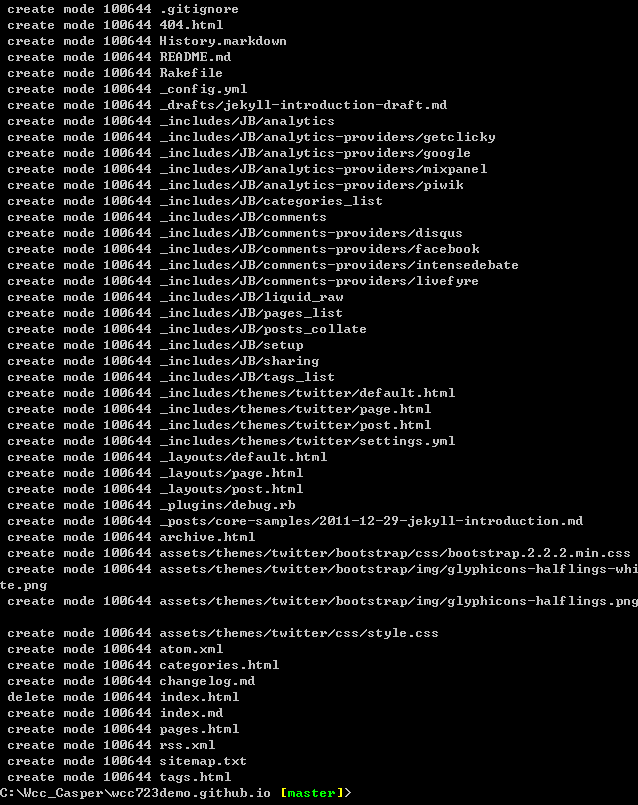 create mode 100644 .gitignore
create mode 100644 404.html
create mode 100644 History.markdown
create mode 100644 README.md
create mode 100644 Rakefile
create mode 100644 _config.yml
create mode 100644 _drafts/jekyll-introduction-draft.md
create mode 100644 _includes/JB/analytics
create mode 100644 _includes/JB/analytics-providers/getclicky
create mode 100644 _includes/JB/analytics-providers/google
create mode 100644 _includes/JB/analytics-providers/mixpanel
create mode 100644 _includes/JB/analytics-providers/piwik
create mode 100644 _includes/JB/categories_list
create mode 100644 _includes/JB/comments
create mode 100644 _includes/JB/comments-providers/disqus
create mode 100644 _includes/JB/comments-providers/facebook
create mode 100644 _includes/JB/comments-providers/intensedebate
create mode 100644 _includes/JB/comments-providers/livefyre
create mode 100644 _includes/JB/liquid_raw
create mode 100644 _includes/JB/pages_list
create mode 100644 _includes/JB/posts_collate
create mode 100644 _includes/JB/setup
create mode 100644 _includes/JB/sharing
create mode 100644 _includes/JB/tags_list
create mode 100644 _includes/themes/twitter/default.html
create mode 100644 _includes/themes/twitter/page.html
create mode 100644 _includes/themes/twitter/post.html
create mode 100644 _includes/themes/twitter/settings.yml
create mode 100644 _layouts/default.html
create mode 100644 _layouts/page.html
create mode 100644 _layouts/post.html
create mode 100644 _plugins/debug.rb
create mode 100644 _posts/core-samples/2011-12-29-jekyll-introduction.md
create mode 100644 archive.html
create mode 100644 assets/themes/twitter/bootstrap/css/bootstrap.2.2.2.min.css
create mode 100644 assets/themes/twitter/bootstrap/img/glyphicons-halflings-whi
te.png
create mode 100644 assets/themes/twitter/bootstrap/img/glyphicons-halflings.png
create mode 100644 assets/themes/twitter/css/style.css
create mode 100644 atom.xml
create mode 100644 categories.html
create mode 100644 changelog.md
delete mode 100644 index.html
create mode 100644 index.md
create mode 100644 pages.html
create mode 100644 rss.xml
create mode 100644 sitemap.txt
create mode 100644 tags.html
C:\Wcc_Casper\wcc723demo.github.io [master]>